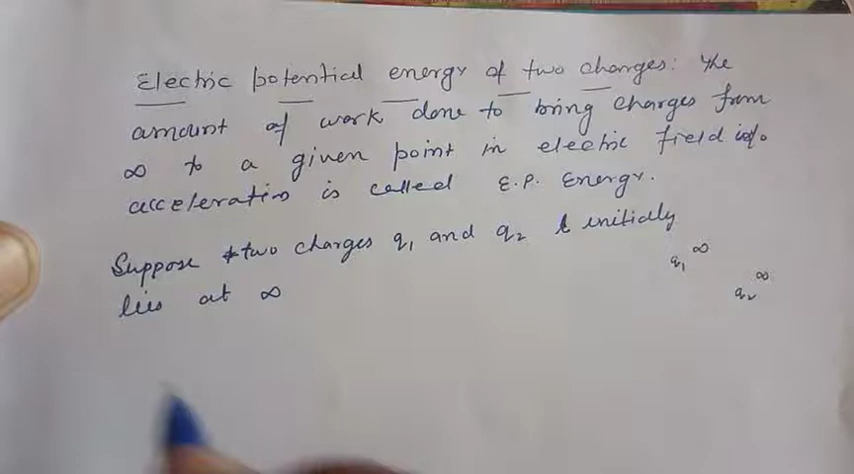 Electric potential energy of two charges: The
amount of work done to bring charges from
∞ to a given point in electric field w/o
acceleration is called E.P. Energy.
Suppose two charges q₁ and q₂ initially
lies at ∞
q₁ ∞
q₂ ∞